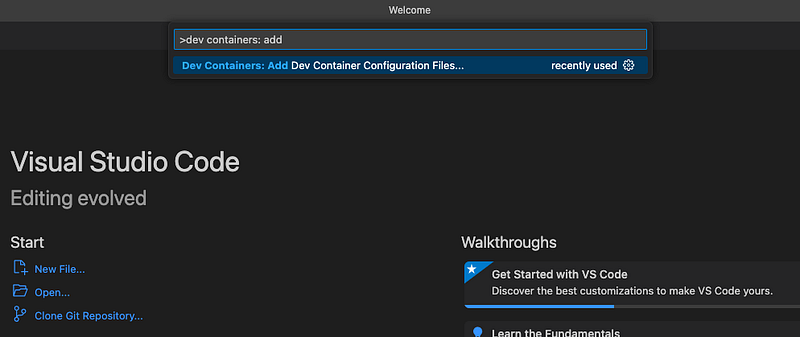 Welcome
>dev containers: add
Dev Containers: Add Dev Container Configuration Files... recently used
Visual Studio Code
Editing evolved
Start
New File...
Open...
Clone Git Repository...
Walkthroughs
Get Started with VS Code
Discover the best customizations to make VS Code yours.
Learn the Fundamentals